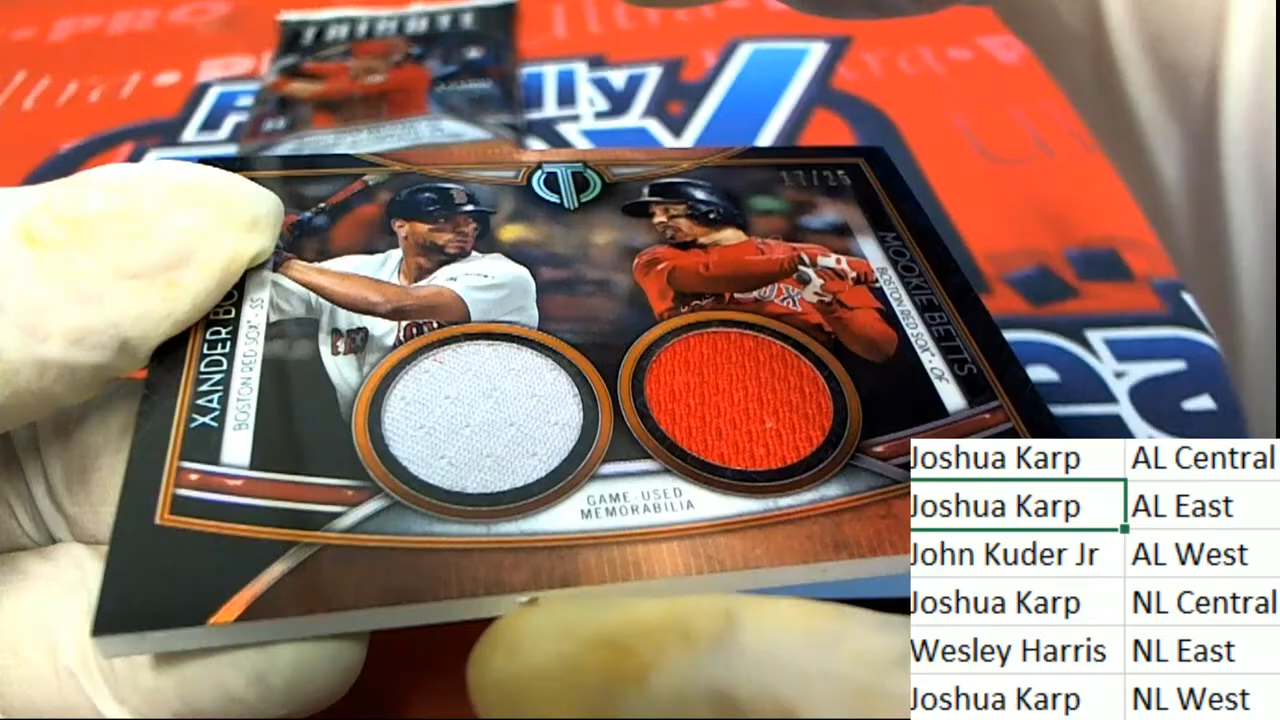 TRIBUTE
lly
17/25
XANDER BO
BOSTON RED SOX · SS
MOOKIE BETTS
BOSTON RED SOX · OF
GAME-USED
MEMORABILIA
Joshua Karp AL Central
Joshua Karp AL East
John Kuder Jr AL West
Joshua Karp NL Central
Wesley Harris NL East
Joshua Karp NL West